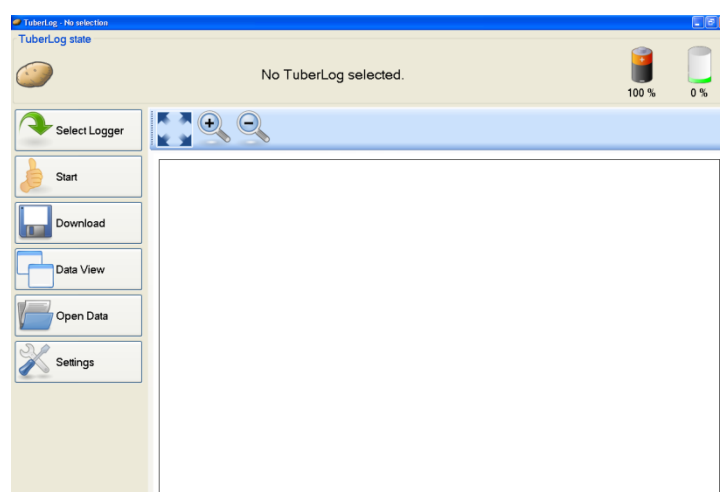 TuberLog - No selection
TuberLog state
No TuberLog selected.
100 %
0 %
Select Logger
Start
Download
Data View
Open Data
Settings